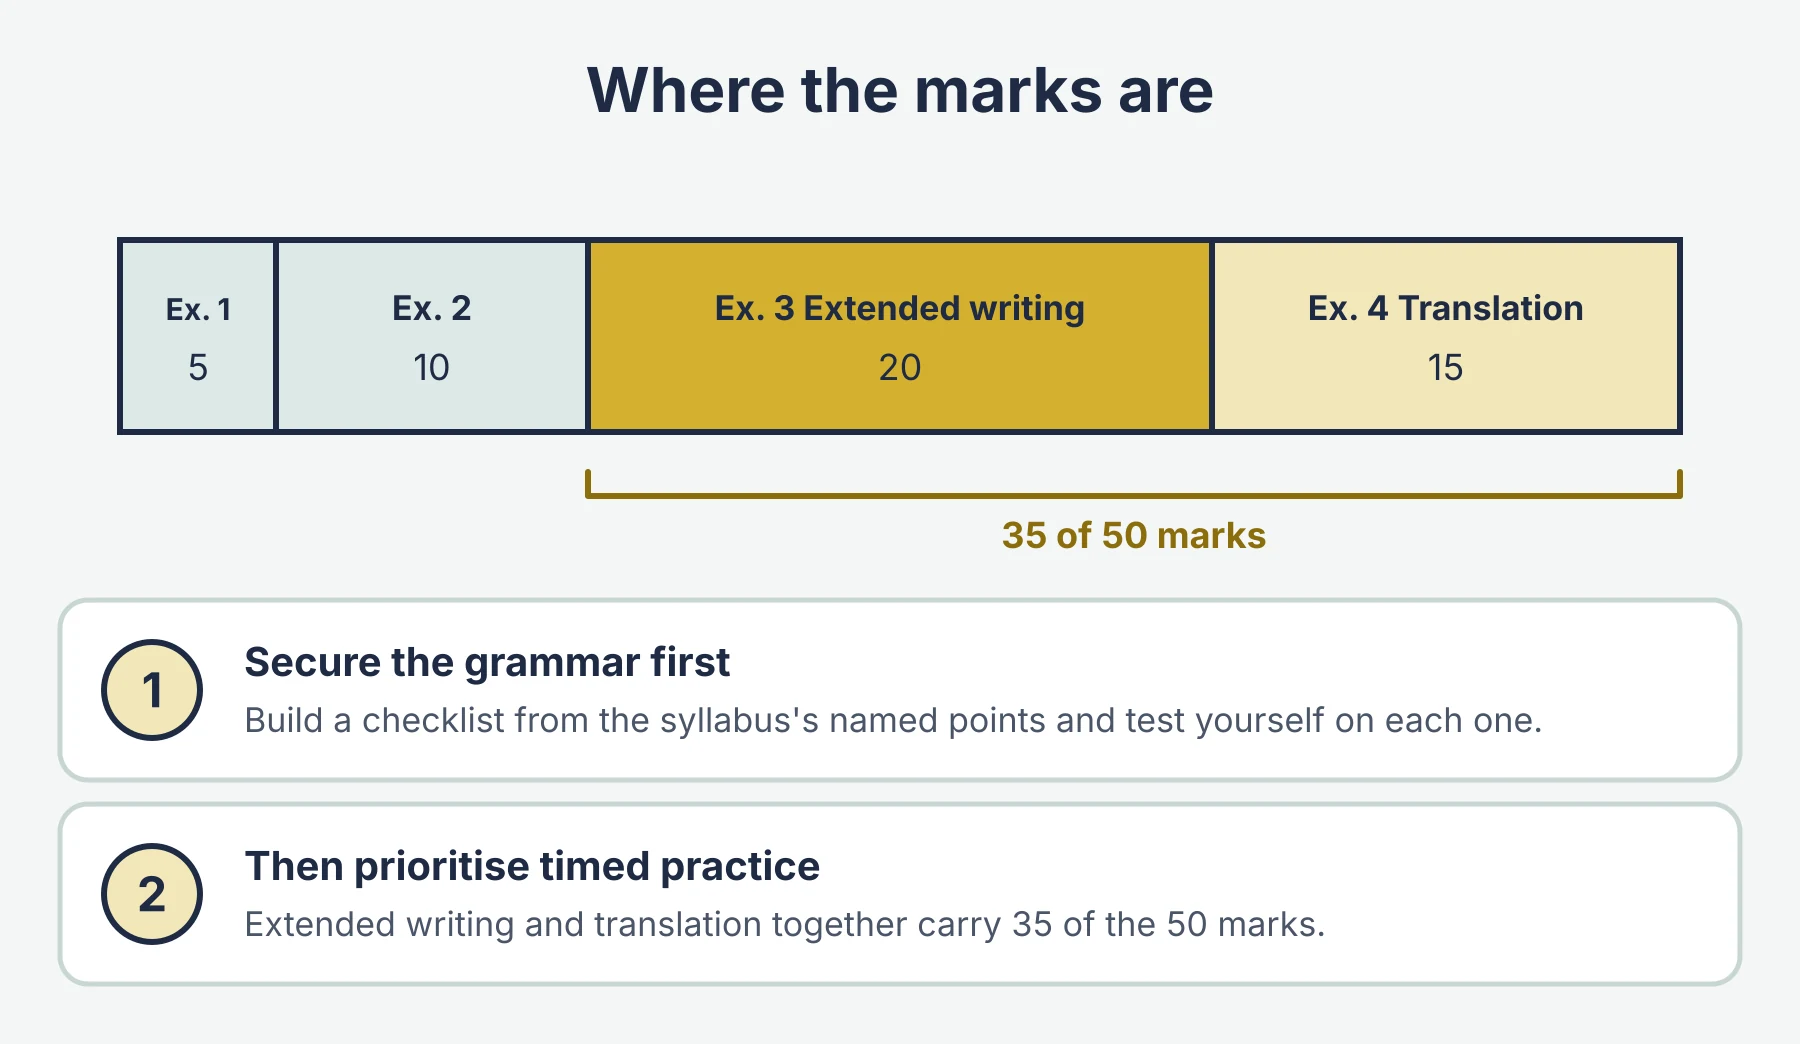 Where the marks are
Ex. 1
5
Ex. 2
10
Ex. 3 Extended writing
20
Ex. 4 Translation
15
35 of 50 marks
1
Secure the grammar first
Build a checklist from the syllabus's named points and test yourself on each one.
2
Then prioritise timed practice
Extended writing and translation together carry 35 of the 50 marks.